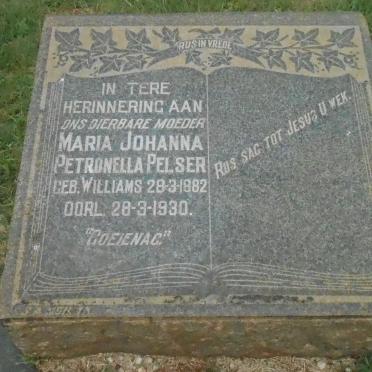 "RUS IN VREDE"
IN TERE
HERINNERING AAN
ONS DIERBARE MOEDER
MARIA JOHANNA
PETRONELLA PELSER
GEB. WILLIAMS 28-3-1882
OORL. 28-3-1930.
"GOEIENAG."
RUS SAG TOT JESUS U WEK.